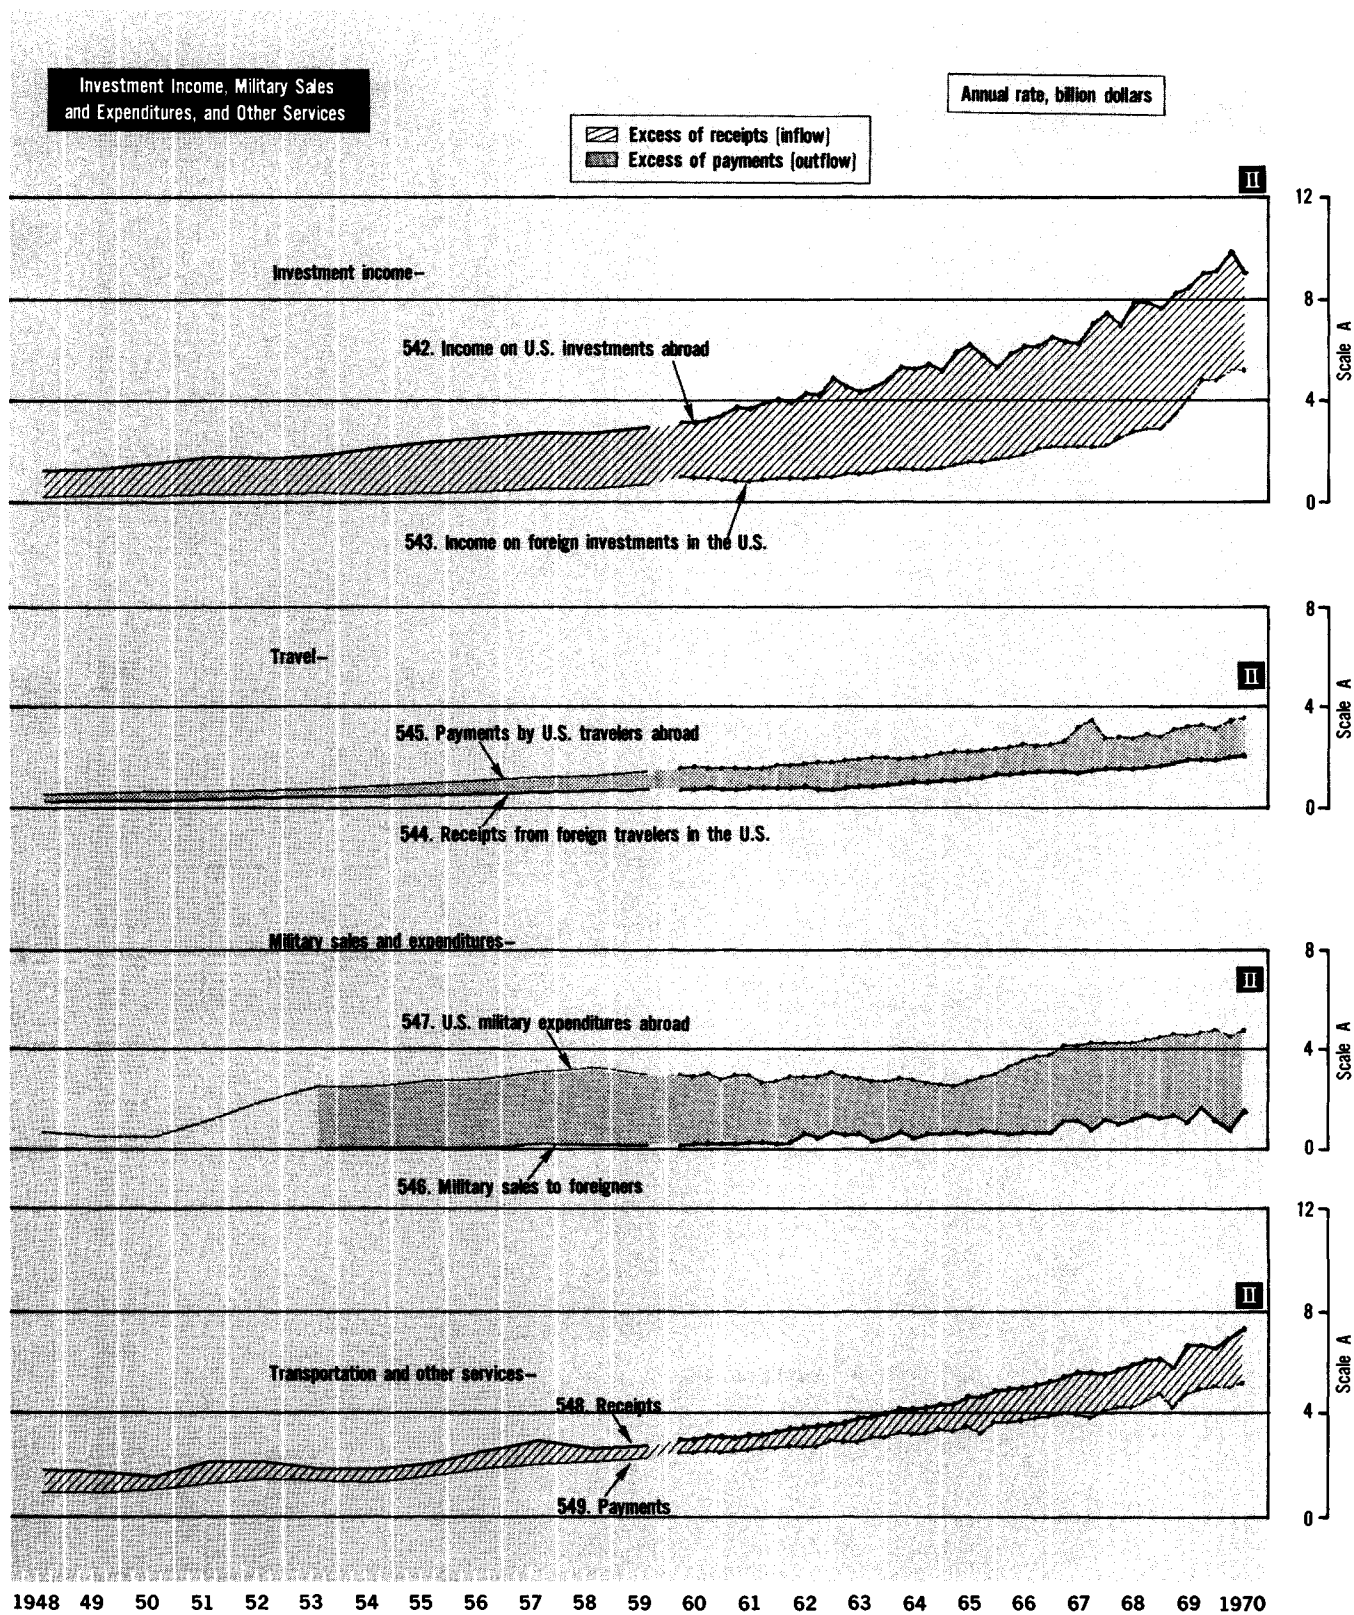 Investment Income, Military Sales
and Expenditures, and Other Services
Annual rate, billion dollars
Excess of receipts (inflow)
Excess of payments (outflow)
II
12
Investment income—
8
542. Income on U.S. investments abroad
Scale A
4
0
543. Income on foreign investments in the U.S.
8
Travel—
II
4
Scale A
545. Payments by U.S. travelers abroad
0
544. Receipts from foreign travelers in the U.S.
Military sales and expenditures—
8
II
547. U.S. military expenditures abroad
4
Scale A
0
546. Military sales to foreigners
12
II
8
Transportation and other services—
Scale A
548. Receipts
4
549. Payments
0
1948 49 50 51 52 53 54 55 56 57 58 59 60 61 62 63 64 65 66 67 68 69 1970